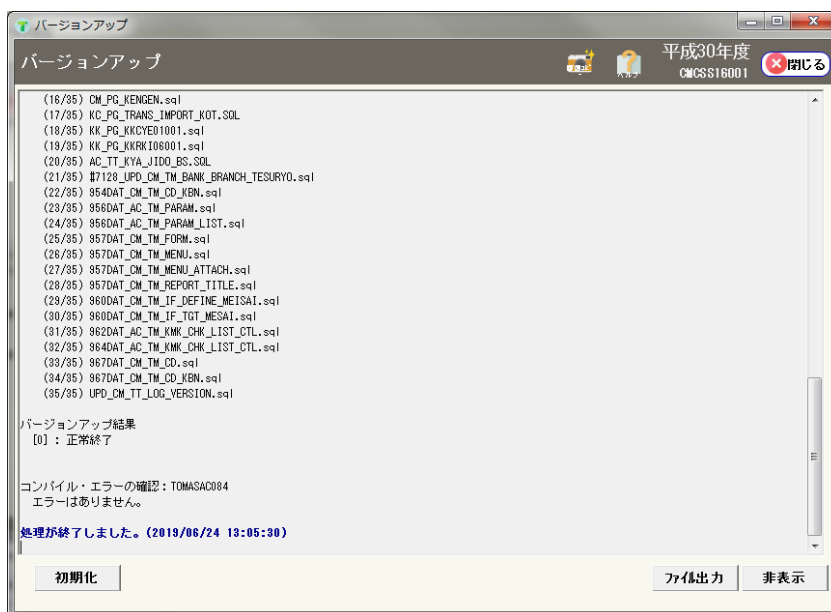 バージョンアップ
バージョンアップ
ヘルプ
平成30年度
CMCSS16001
閉じる
(16/35) CM_PG_KENGEN.sql
(17/35) KC_PG_TRANS_IMPORT_KOT.SQL
(18/35) KK_PG_KKCYE01001.sql
(19/35) KK_PG_KKRKI06001.sql
(20/35) AC_TT_KYA_JIDO_BS.SQL
(21/35) #7128_UPD_CM_TM_BANK_BRANCH_TESURYO.sql
(22/35) 954DAT_CM_TM_CD_KBN.sql
(23/35) 956DAT_AC_TM_PARAM.sql
(24/35) 956DAT_AC_TM_PARAM_LIST.sql
(25/35) 957DAT_CM_TM_FORM.sql
(26/35) 957DAT_CM_TM_MENU.sql
(27/35) 957DAT_CM_TM_MENU_ATTACH.sql
(28/35) 957DAT_CM_TM_REPORT_TITLE.sql
(29/35) 960DAT_CM_TM_IF_DEFINE_MEISAI.sql
(30/35) 960DAT_CM_TM_IF_TGT_MESAI.sql
(31/35) 962DAT_AC_TM_KMK_CHK_LIST_CTL.sql
(32/35) 964DAT_AC_TM_KMK_CHK_LIST_CTL.sql
(33/35) 967DAT_CM_TM_CD.sql
(34/35) 967DAT_CM_TM_CD_KBN.sql
(35/35) UPD_CM_TT_LOG_VERSION.sql
バージョンアップ結果
[0] : 正常終了
コンパイル・エラーの確認：TOMASAC084
エラーはありません。
処理が終了しました。(2019/06/24 13:05:30)
初期化
ﾌｧｲﾙ出力
非表示